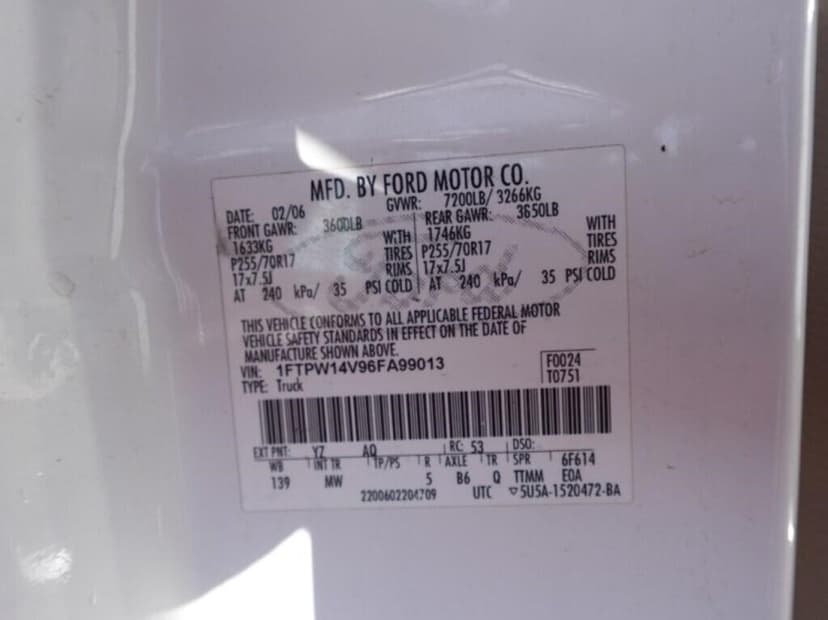 MFD. BY FORD MOTOR CO.
DATE: 02/06 GVWR: 7200LB/ 3266KG
FRONT GAWR: 3600LB REAR GAWR: 3850LB
1633KG WITH 1746KG WITH
P255/70R17 TIRES P255/70R17 TIRES
17x7.5J RIMS 17x7.5J RIMS
AT 240 kPa/ 35 PSI COLD AT 240 kPa/ 35 PSI COLD
THIS VEHICLE CONFORMS TO ALL APPLICABLE FEDERAL MOTOR
VEHICLE SAFETY STANDARDS IN EFFECT ON THE DATE OF
MANUFACTURE SHOWN ABOVE.
VIN: 1FTPW14V96FA99013 F0024
TYPE: Truck T0751
EXT PNT: YZ AQ RC: 53 DSO:
WB INT TR TP/PS R AXLE TR SPR 6F614
139 MW 5 B6 Q TTMM EOA
2200602204709 UTC ▽5U5A-1520472-BA